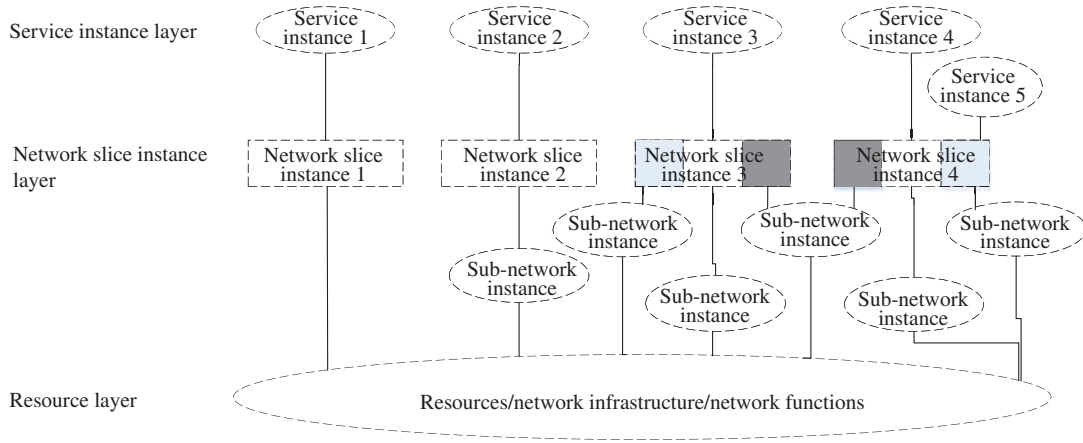 Service instance layer
Service
instance 1
Service
instance 2
Service
instance 3
Service
instance 4
Service
instance 5
Network slice instance
layer
Network slice
instance 1
Network slice
instance 2
Network slice
instance 3
Network slice
instance 4
Sub-network
instance
Sub-network
instance
Sub-network
instance
Sub-network
instance
Sub-network
instance
Sub-network
instance
Resource layer
Resources/network infrastructure/network functions